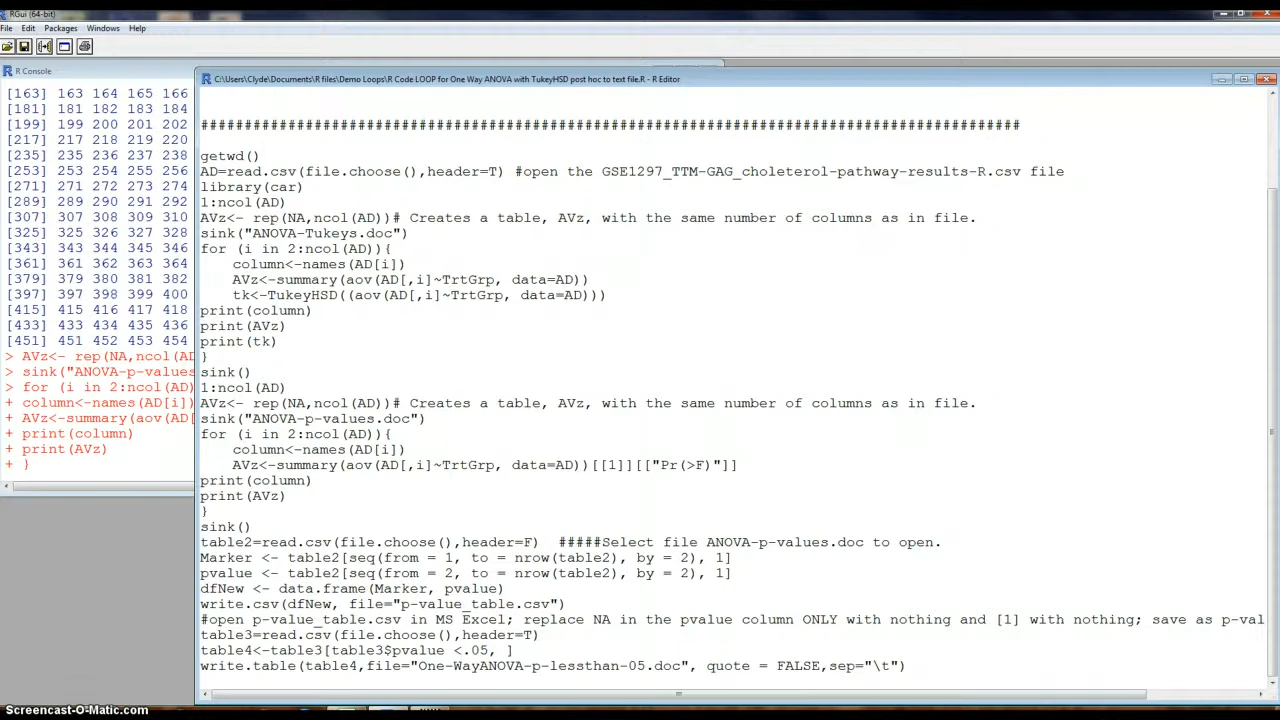 RGui (64-bit)
File Edit Packages Windows Help
R Console
[163] 163 164 165 166
[181] 181 182 183 184
[199] 199 200 201 202
[217] 217 218 219 220
[235] 235 236 237 238
[253] 253 254 255 256
[271] 271 272 273 274
[289] 289 290 291 292
[307] 307 308 309 310
[325] 325 326 327 328
[343] 343 344 345 346
[361] 361 362 363 364
[379] 379 380 381 382
[397] 397 398 399 400
[415] 415 416 417 418
[433] 433 434 435 436
[451] 451 452 453 454
> AVz<- rep(NA,ncol(AD
> sink("ANOVA-p-values
> for (i in 2:ncol(AD)
+ column<-names(AD[i])
+ AVz<-summary(aov(AD[
+ print(column)
+ print(AVz)
+ }
C:\Users\Clyde\Documents\R files\Demo Loops\R Code LOOP for One Way ANOVA with TukeyHSD post hoc to text file.R - R Editor
#############################################################################################
getwd()
AD=read.csv(file.choose(),header=T) #open the GSE1297_TTM-GAG_choleterol-pathway-results-R.csv file
library(car)
1:ncol(AD)
AVz<- rep(NA,ncol(AD))# Creates a table, AVz, with the same number of columns as in file.
sink("ANOVA-Tukeys.doc")
for (i in 2:ncol(AD)){
column<-names(AD[i])
AVz<-summary(aov(AD[,i]~TrtGrp, data=AD))
tk<-TukeyHSD((aov(AD[,i]~TrtGrp, data=AD)))
print(column)
print(AVz)
print(tk)
}
sink()
1:ncol(AD)
AVz<- rep(NA,ncol(AD))# Creates a table, AVz, with the same number of columns as in file.
sink("ANOVA-p-values.doc")
for (i in 2:ncol(AD)){
column<-names(AD[i])
AVz<-summary(aov(AD[,i]~TrtGrp, data=AD))[[1]][["Pr(>F)"]]
print(column)
print(AVz)
}
sink()
table2=read.csv(file.choose(),header=F) #####Select file ANOVA-p-values.doc to open.
Marker <- table2[seq(from = 1, to = nrow(table2), by = 2), 1]
pvalue <- table2[seq(from = 2, to = nrow(table2), by = 2), 1]
dfNew <- data.frame(Marker, pvalue)
write.csv(dfNew, file="p-value_table.csv")
#open p-value_table.csv in MS Excel; replace NA in the pvalue column ONLY with nothing and [1] with nothing; save as p-val
table3=read.csv(file.choose(),header=T)
table4<-table3[table3$pvalue <.05, ]
write.table(table4,file="One-WayANOVA-p-lessthan-05.doc", quote = FALSE,sep="\t")
Screencast-O-Matic.com